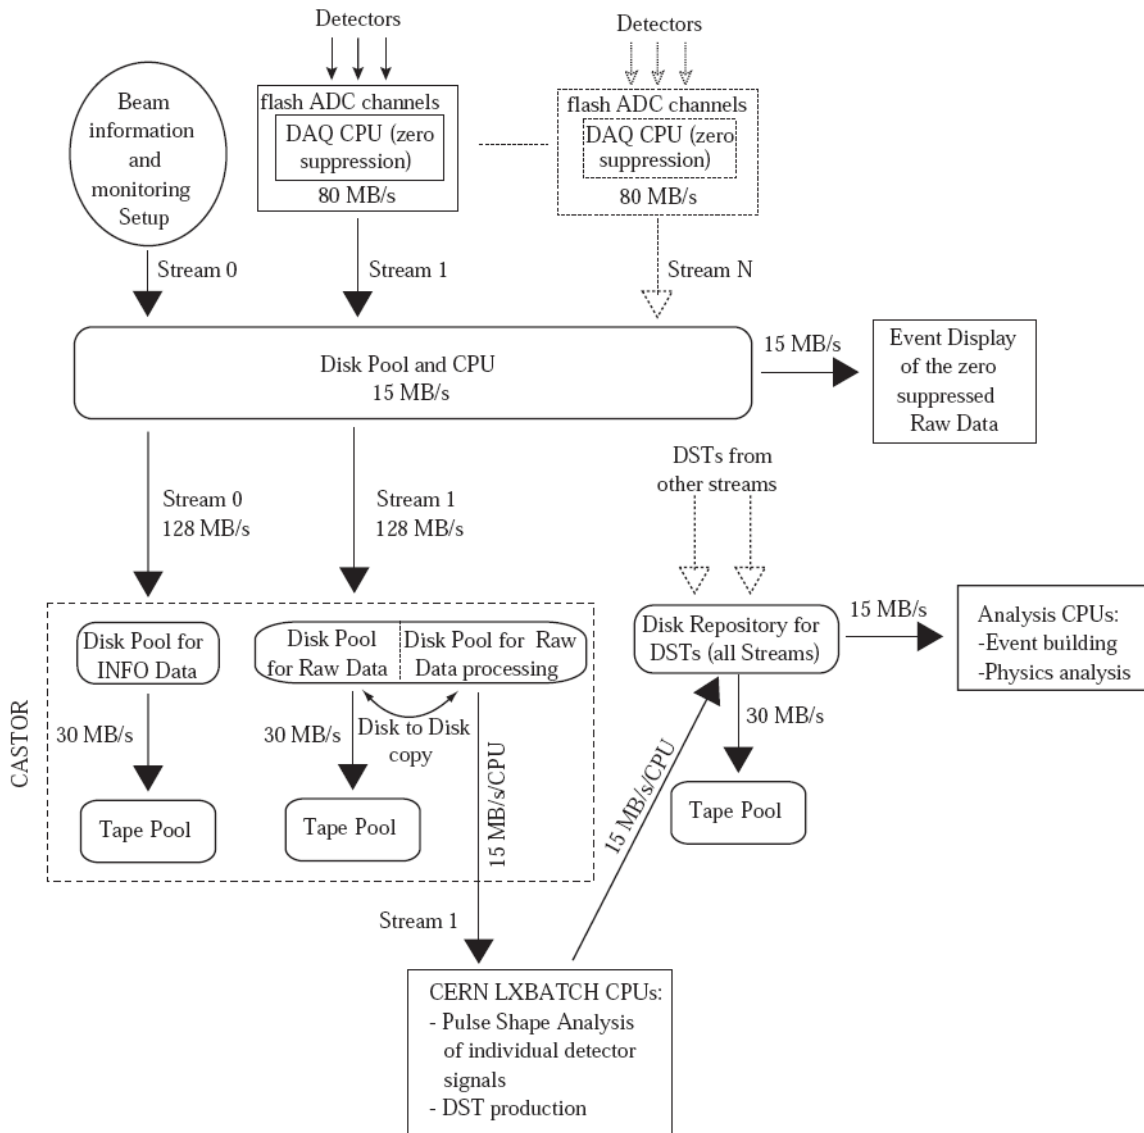 Detectors
Detectors
Beam
information
and
monitoring
Setup
flash ADC channels
DAQ CPU (zero
suppression)
80 MB/s
flash ADC channels
DAQ CPU (zero
suppression)
80 MB/s
Stream 0
Stream 1
Stream N
Disk Pool and CPU
15 MB/s
15 MB/s
Event Display
of the zero
suppressed
Raw Data
Stream 0
128 MB/s
Stream 1
128 MB/s
DSTs from
other streams
CASTOR
Disk Pool for
INFO Data
Disk Pool
for Raw Data
Disk Pool for Raw
Data processing
Disk Repository for
DSTs (all Streams)
15 MB/s
Analysis CPUs:
-Event building
-Physics analysis
30 MB/s
30 MB/s
Disk to Disk
copy
15 MB/s/CPU
15 MB/s/CPU
30 MB/s
Tape Pool
Tape Pool
Tape Pool
Stream 1
CERN LXBATCH CPUs:
- Pulse Shape Analysis
of individual detector
signals
- DST production